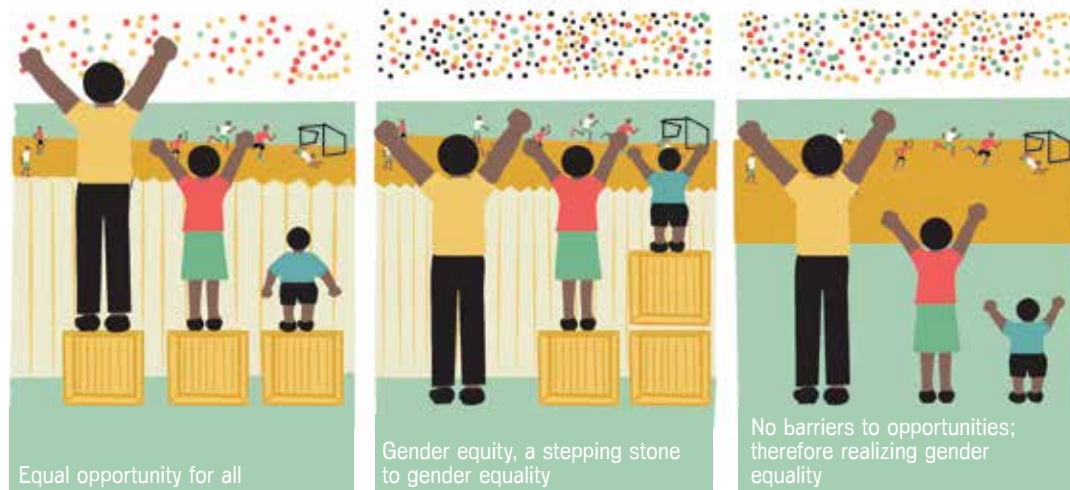 Equal opportunity for all
Gender equity, a stepping stone
to gender equality
No barriers to opportunities;
therefore realizing gender
equality